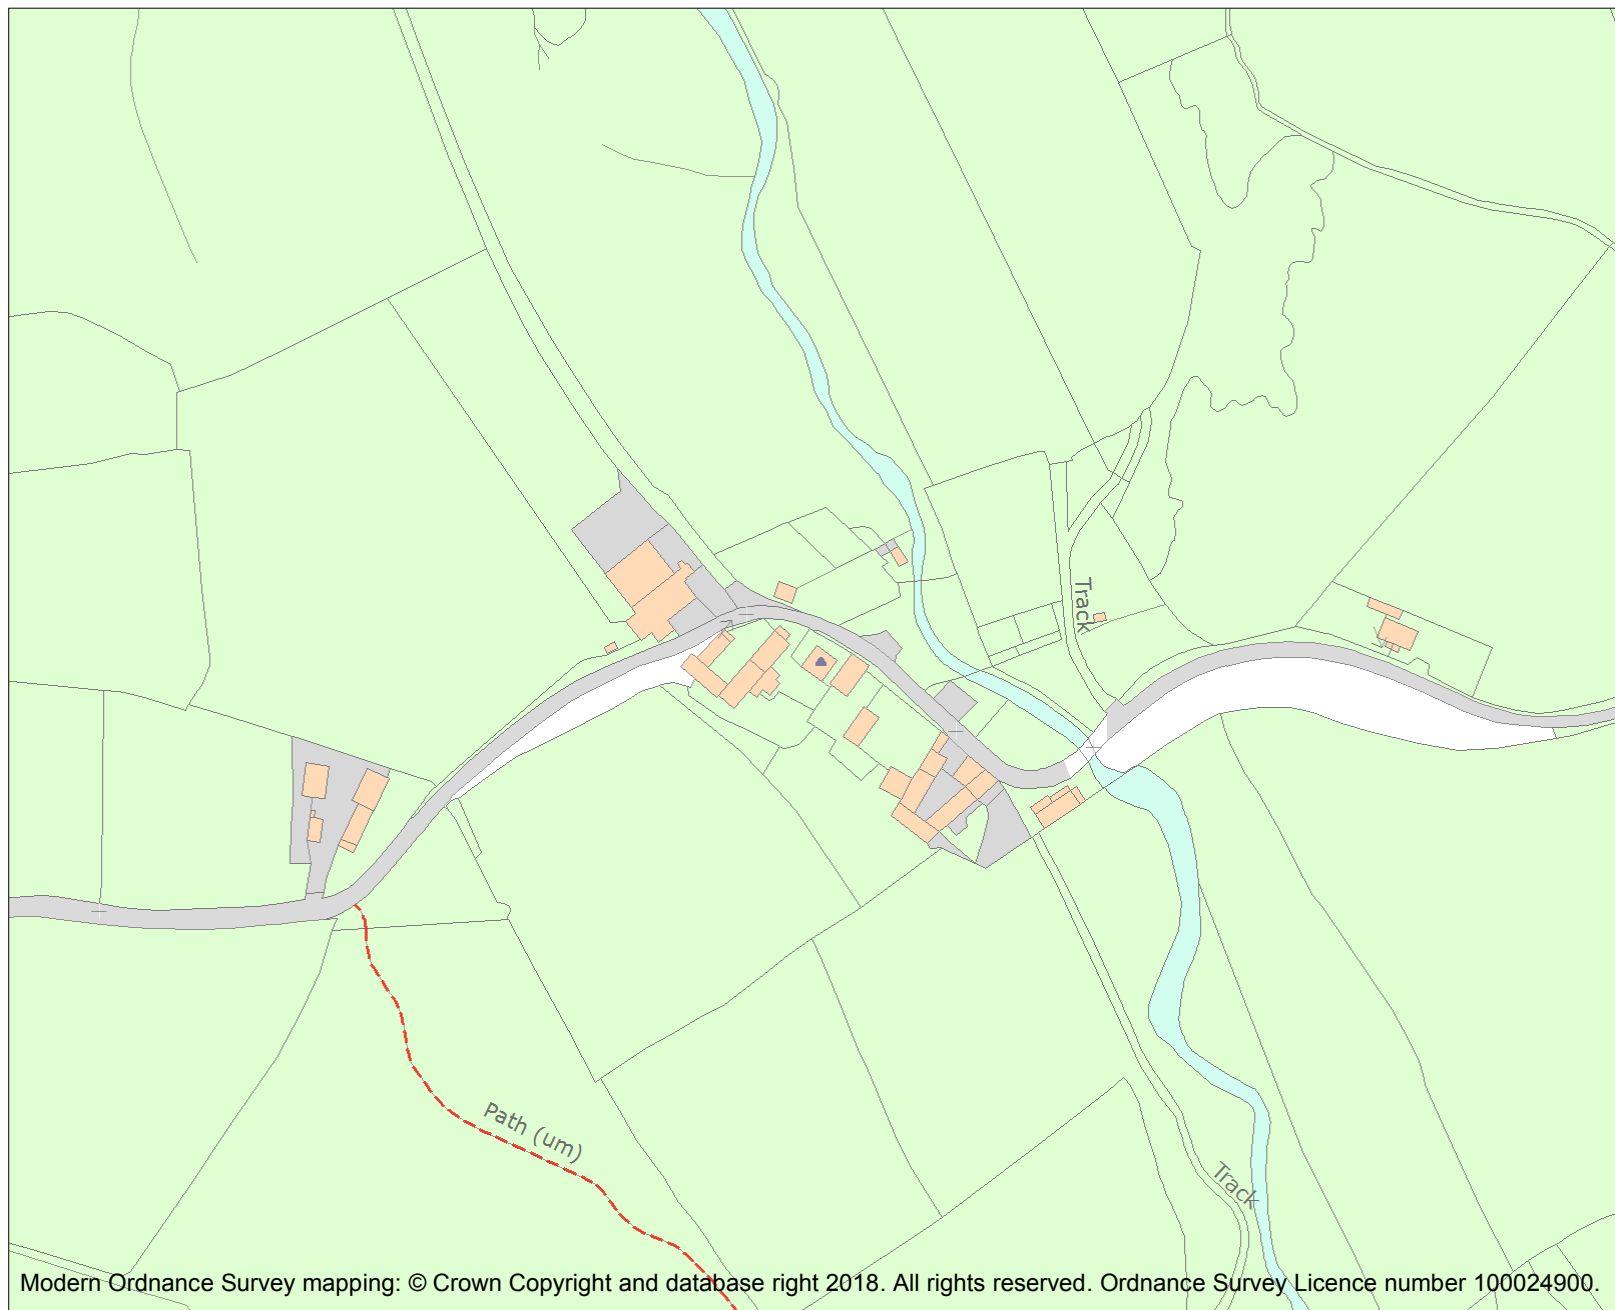 Track
Path (um)
Track
Modern Ordnance Survey mapping: © Crown Copyright and database right 2018. All rights reserved. Ordnance Survey Licence number 100024900.